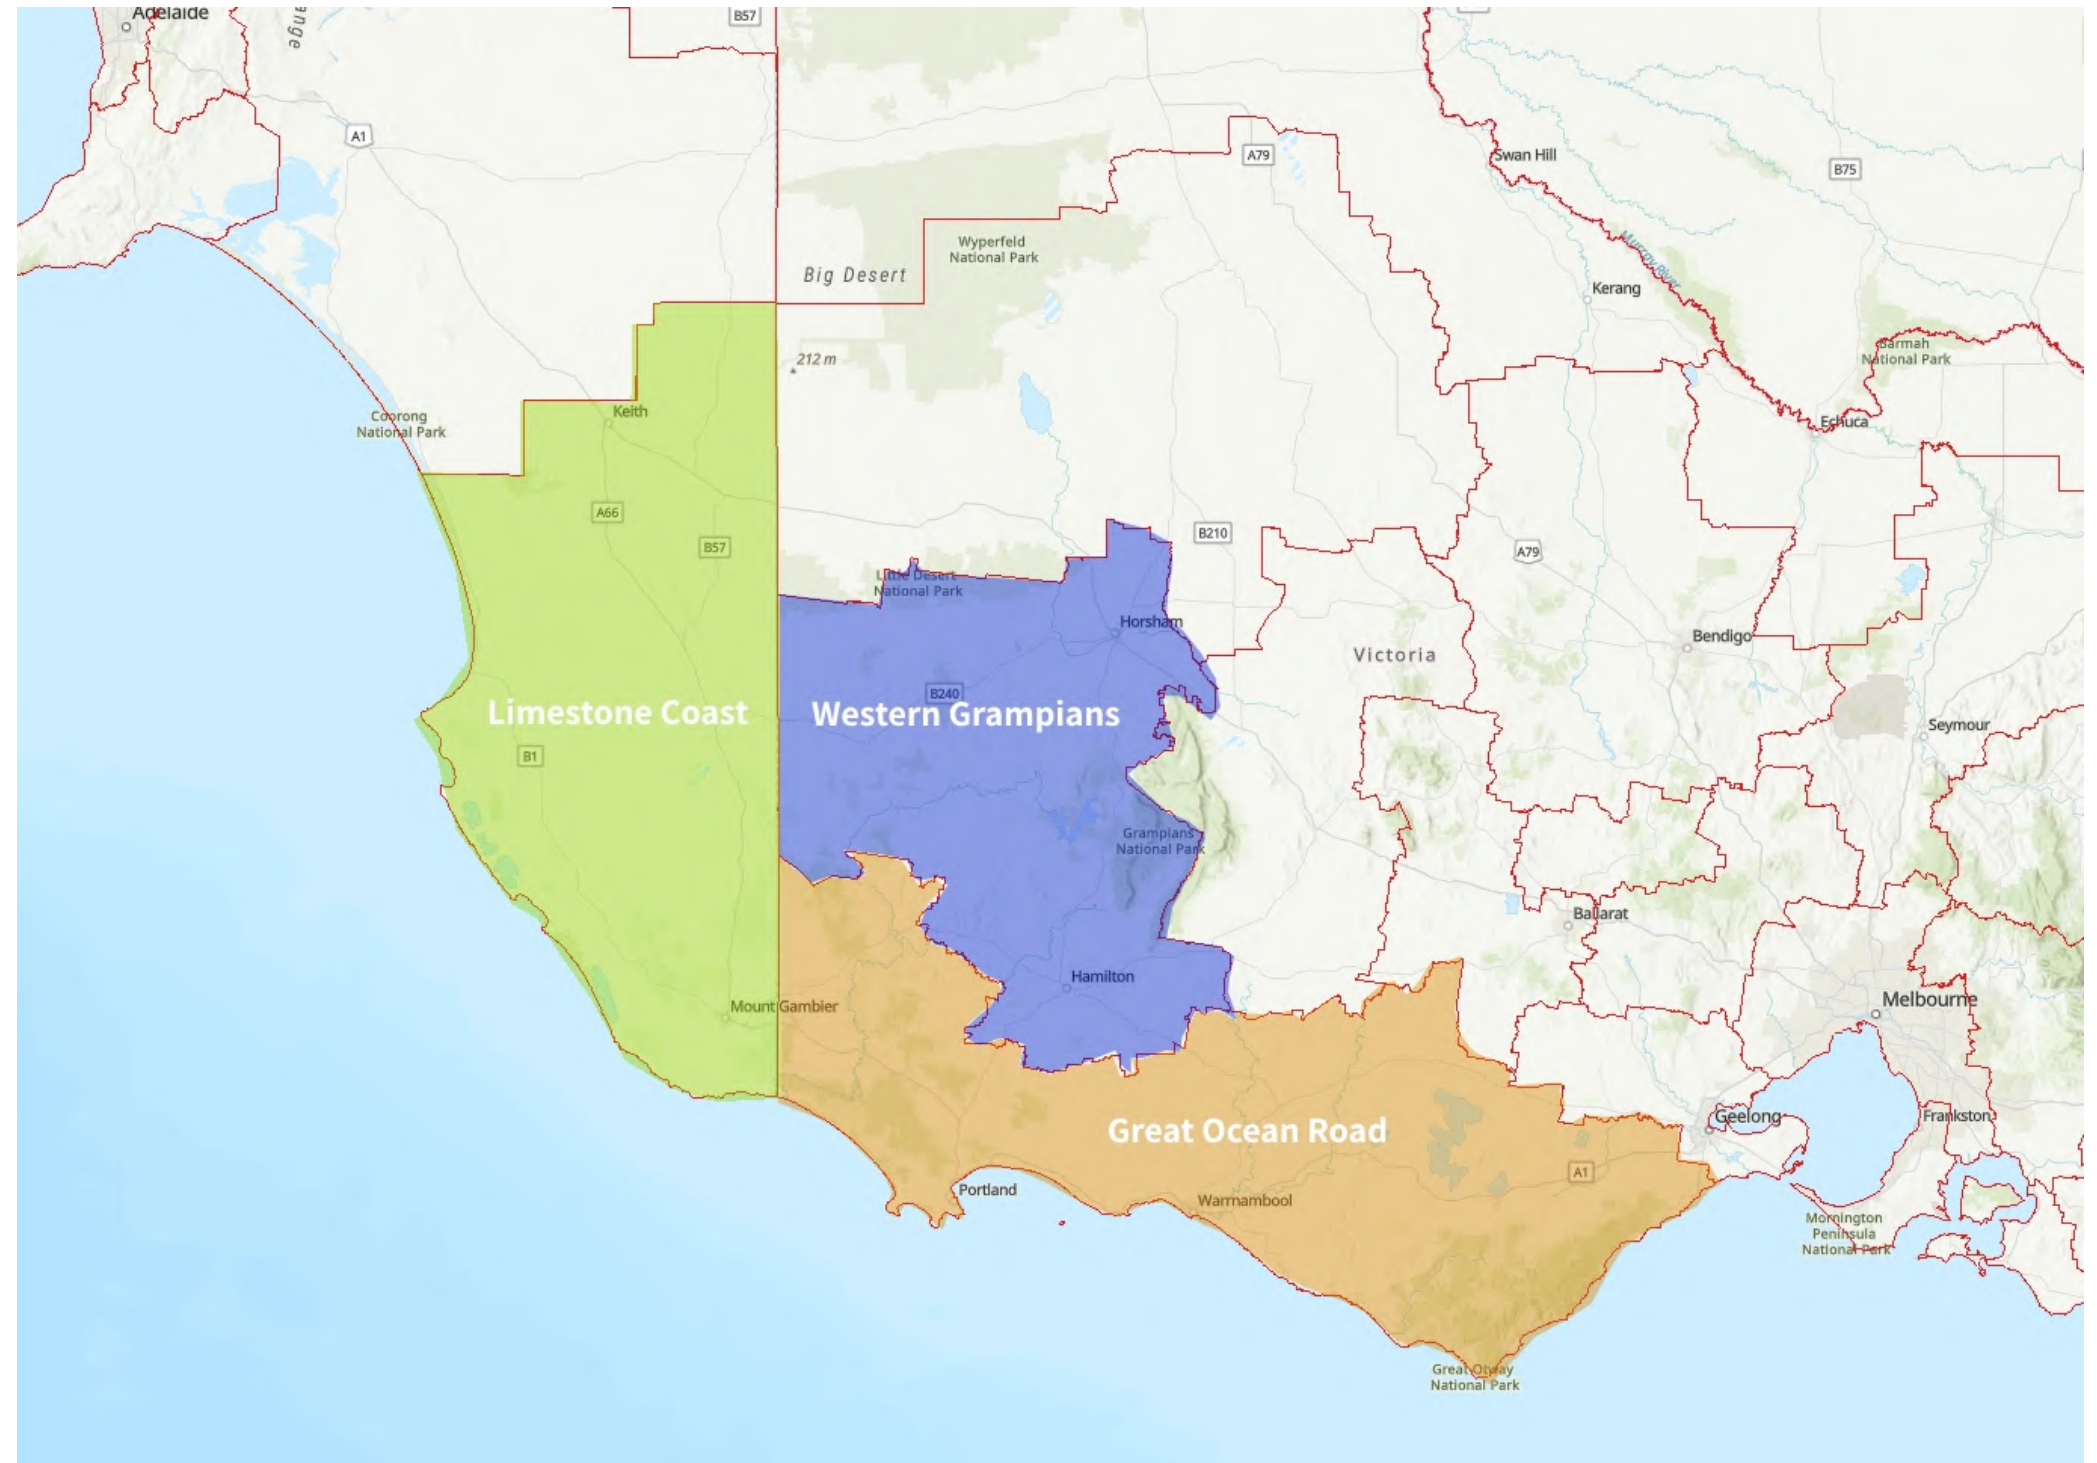 Adelaide
ange
B57
A1
A79
Swan Hill
B75
Wyperfeld
National Park
Big Desert
Murray River
Kerang
212 m
Barmah
National Park
Coorong
National Park
Keith
Echuca
A66
B57
B210
A79
Little Desert
National Park
Horsham
Bendigo
Victoria
B240
Limestone Coast
Western Grampians
Seymour
B1
Grampians
National Park
Ballarat
Hamilton
Mount Gambier
Melbourne
Great Ocean Road
Geelong
Frankston
A1
Portland
Warrnambool
Mornington
Peninsula
National Park
Great Otway
National Park